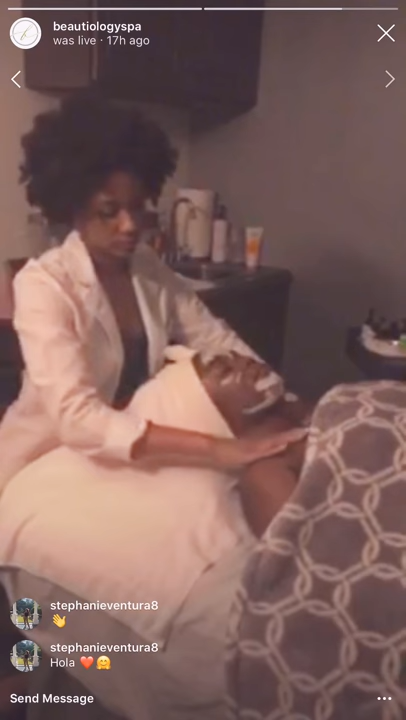 beautiologyspa
was live · 17h ago
stephanieventura8
👋
stephanieventura8
Hola ❤️🤗
Send Message